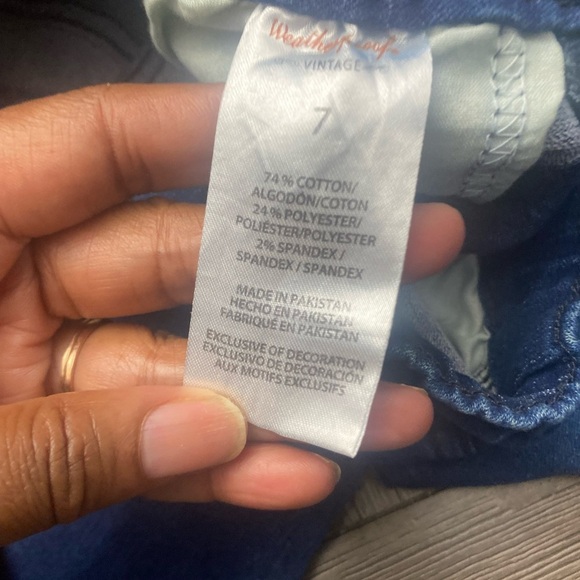 Weatherproof
VINTAGE
7
74 % COTTON/
ALGODÓN/COTON
24 % POLYESTER/
POLIÉSTER/POLYESTER
2% SPANDEX/
SPANDEX / SPANDEX
MADE IN PAKISTAN
HECHO EN PAKISTAN
FABRIQUÉ EN PAKISTAN
EXCLUSIVE OF DECORATION
EXCLUSIVO DE DECORACIÓN
AUX MOTIFS EXCLUSIFS